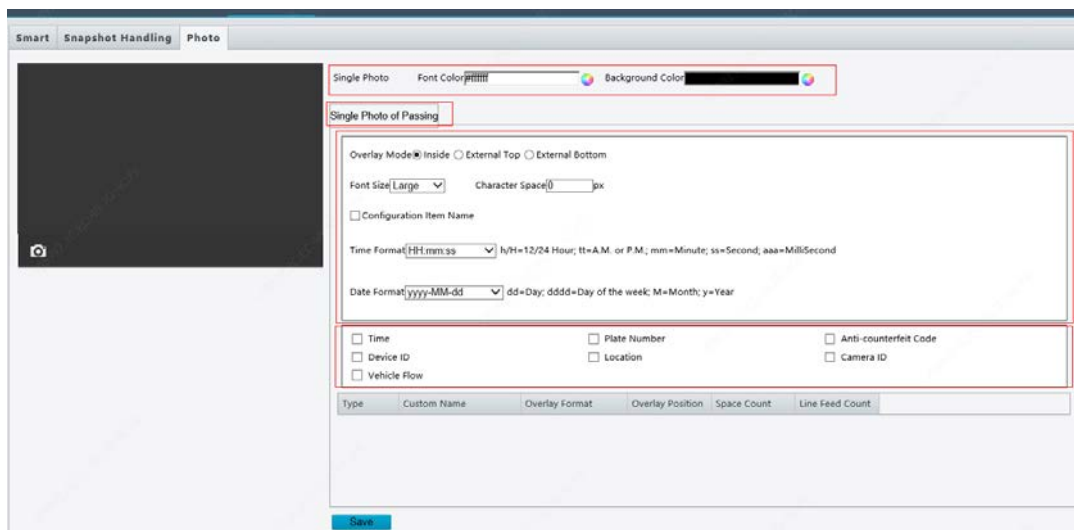 Smart Snapshot Handling Photo
Single Photo Font Color #ffffff Background Color
Single Photo of Passing
Overlay Mode Inside External Top External Bottom
Font Size Large Character Space 0 px
Configuration Item Name
Time Format HH:mm:ss h/H=12/24 Hour; tt=A.M. or P.M.; mm=Minute; ss=Second; aaa=MilliSecond
Date Format yyyy-MM-dd dd=Day; dddd=Day of the week; M=Month; y=Year
Time Plate Number Anti-counterfeit Code
Device ID Location Camera ID
Vehicle Flow
Type Custom Name Overlay Format Overlay Position Space Count Line Feed Count
Save